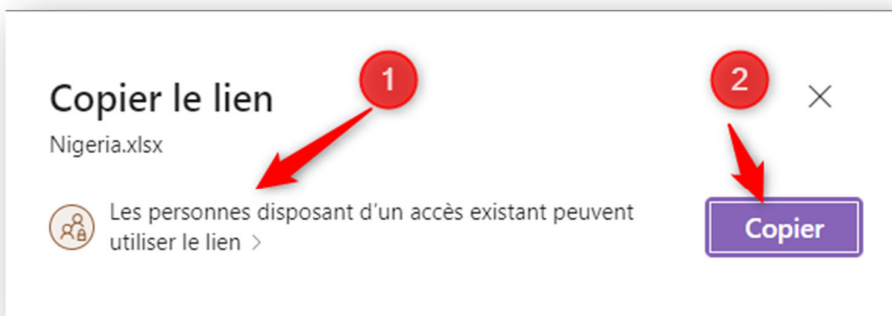 1
2
Copier le lien
Nigeria.xlsx
Les personnes disposant d'un accès existant peuvent
utiliser le lien >
Copier